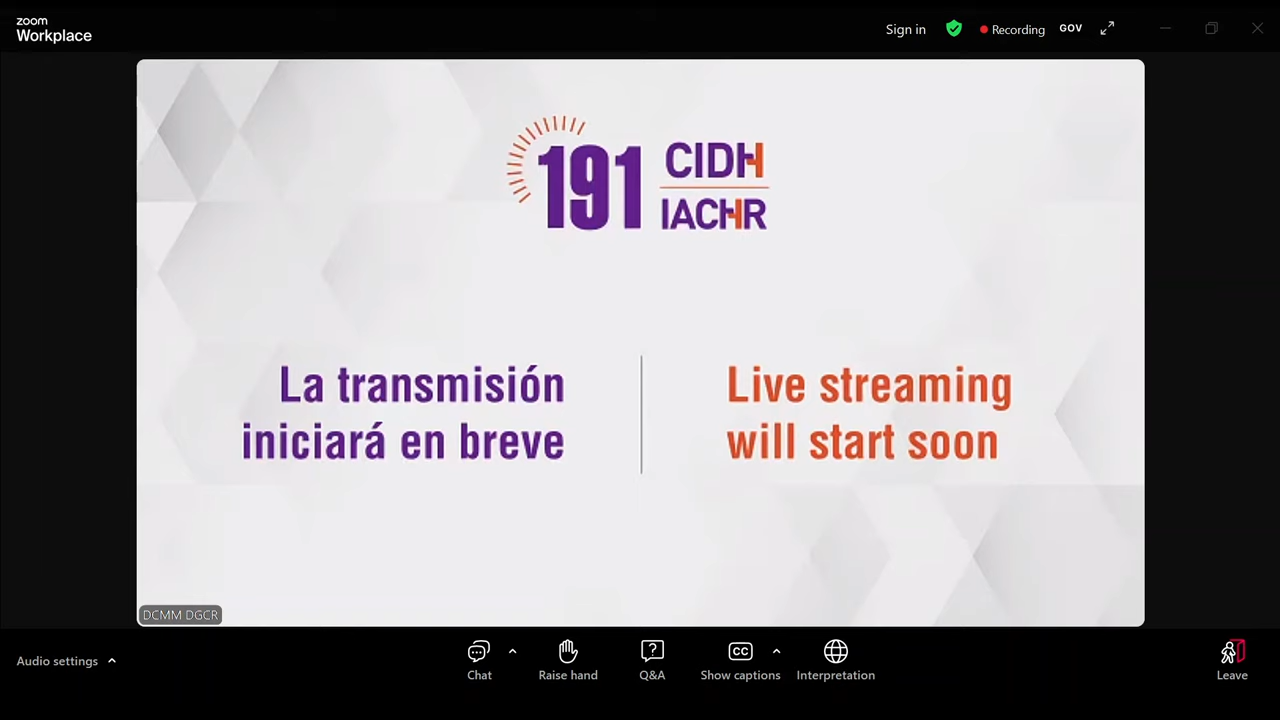 zoom
Workplace
Sign in
Recording
GOV
191
CIDH
IACHR
La transmisión
iniciará en breve
Live streaming
will start soon
DCMM DGCR
Audio settings
Chat
Raise hand
Q&A
CC
Show captions
Interpretation
Leave